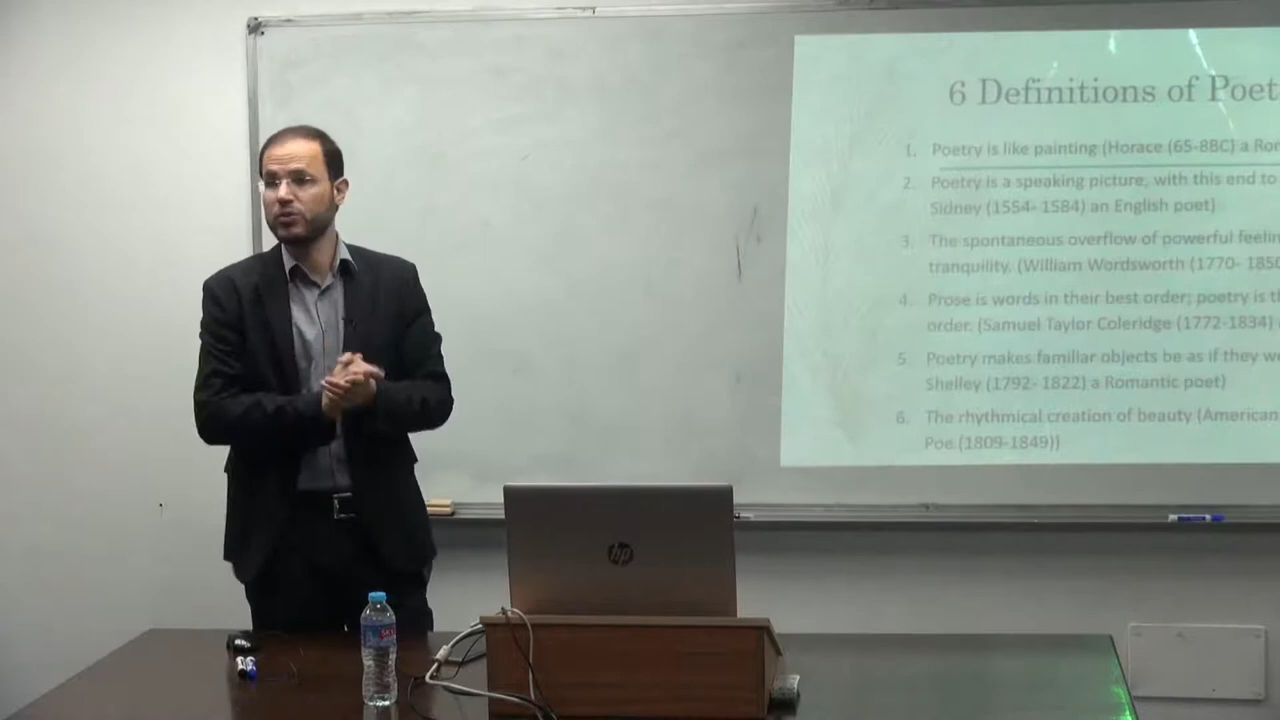 6 Definitions of Poet
1. Poetry is like painting (Horace (65-8BC) a Ror
2. Poetry is a speaking picture, with this end to
Sidney (1554- 1584) an English poet)
3. The spontaneous overflow of powerful feelin
tranquility. (William Wordsworth (1770- 1850
4. Prose is words in their best order; poetry is th
order. (Samuel Taylor Coleridge (1772-1834)
5. Poetry makes familiar objects be as if they we
Shelley (1792- 1822) a Romantic poet)
6. The rhythmical creation of beauty (American
Poe (1809-1849))
hp